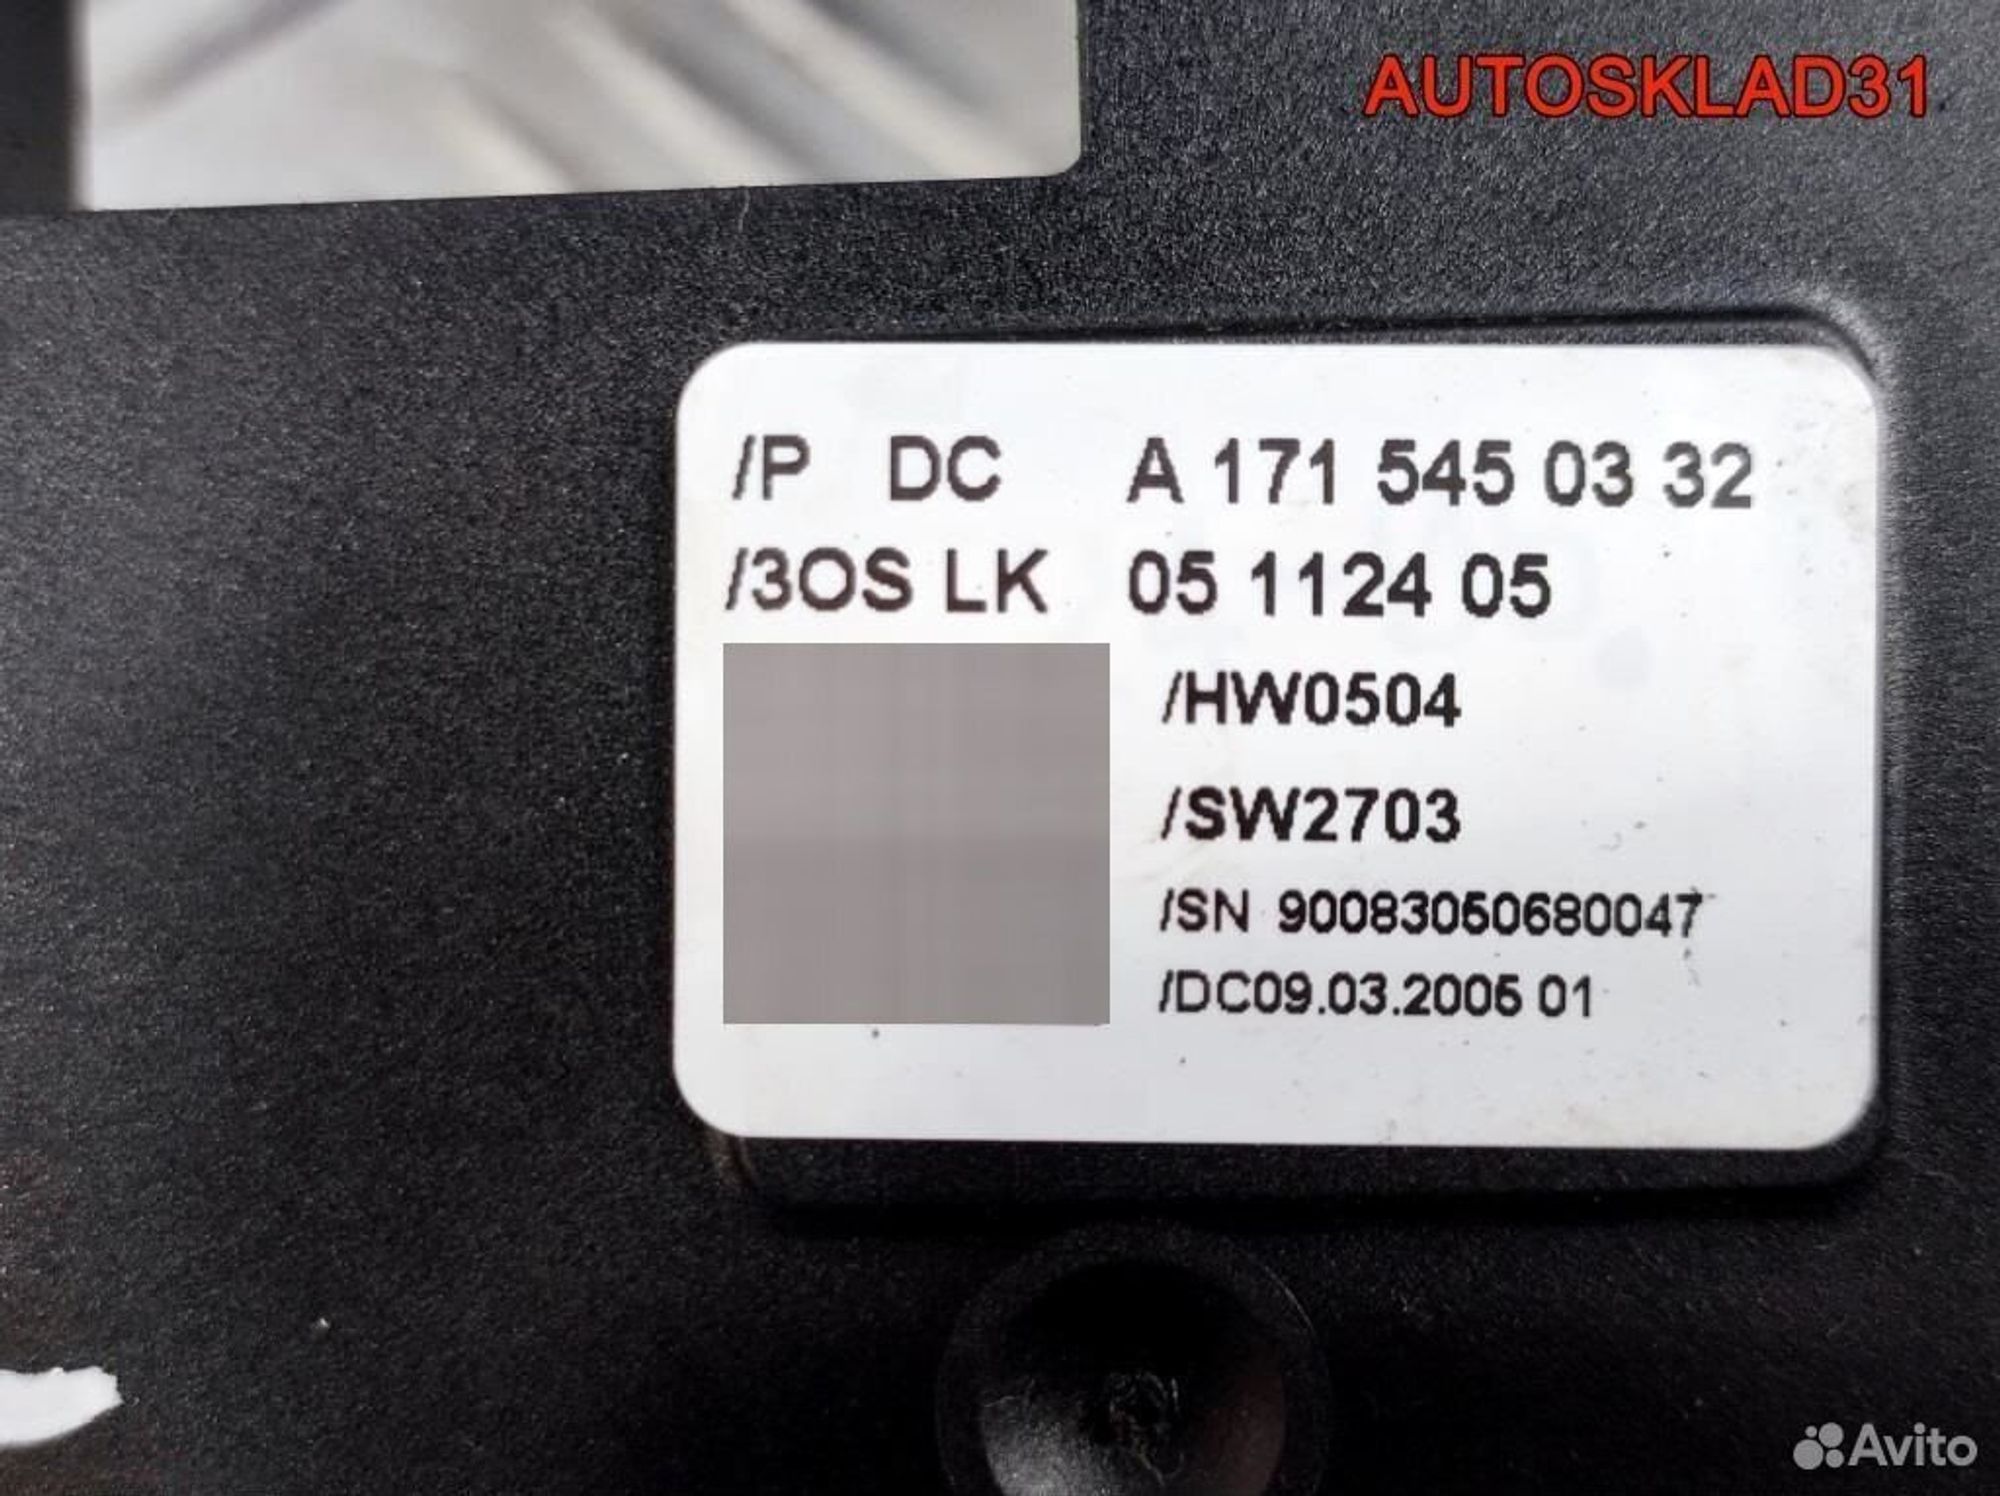 AUTOSKLAD31
/P DC A 171 545 03 32
/3OS LK 05 1124 05
/HW0504
/SW2703
/SN 90083050680047
/DC09.03.2005 01
Avito